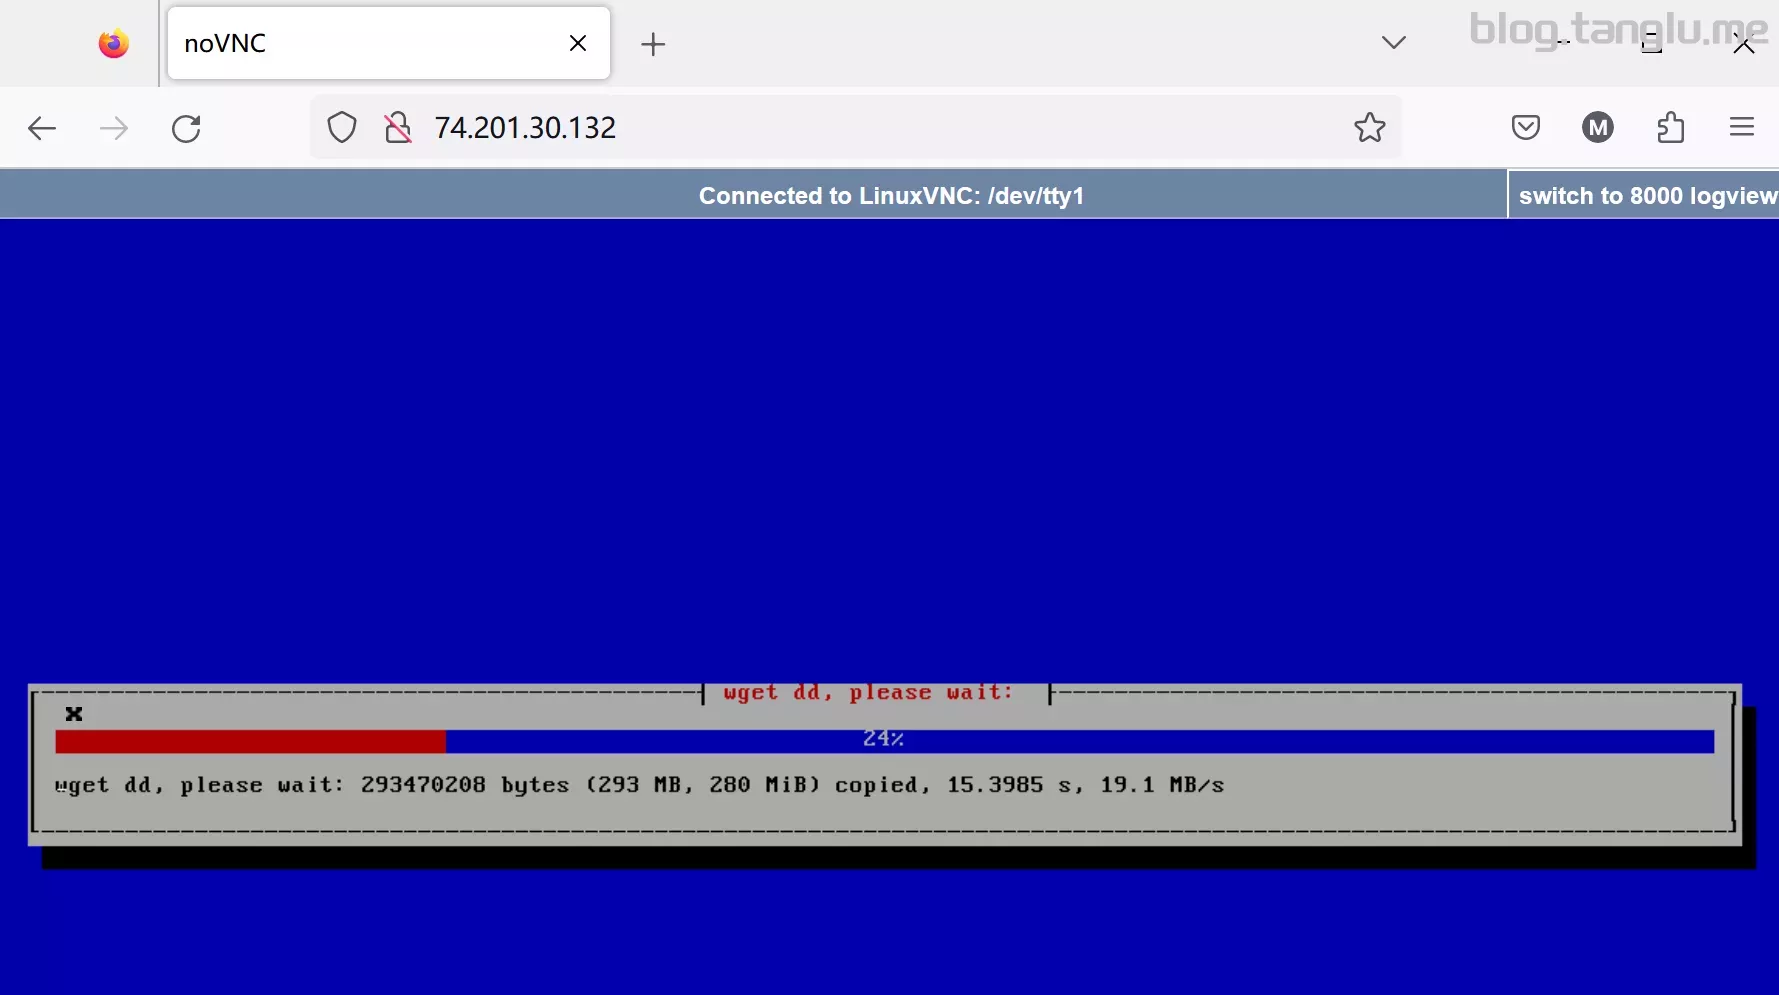 noVNC
blog.tanglu.me
74.201.30.132
M
Connected to LinuxVNC: /dev/tty1
switch to 8000 logview
wget dd, please wait:
24%
wget dd, please wait: 293470208 bytes (293 MB, 280 MiB) copied, 15.3985 s, 19.1 MB/s